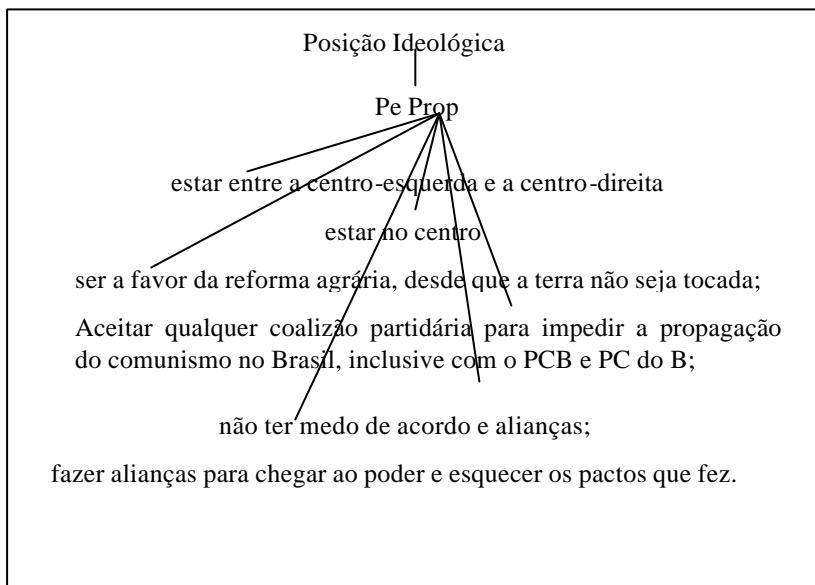 Posição Ideológica
Pe Prop
estar entre a centro-esquerda e a centro-direita
estar no centro
ser a favor da reforma agrária, desde que a terra não seja tocada;
Aceitar qualquer coalizão partidária para impedir a propagação
do comunismo no Brasil, inclusive com o PCB e PC do B;
não ter medo de acordo e alianças;
fazer alianças para chegar ao poder e esquecer os pactos que fez.